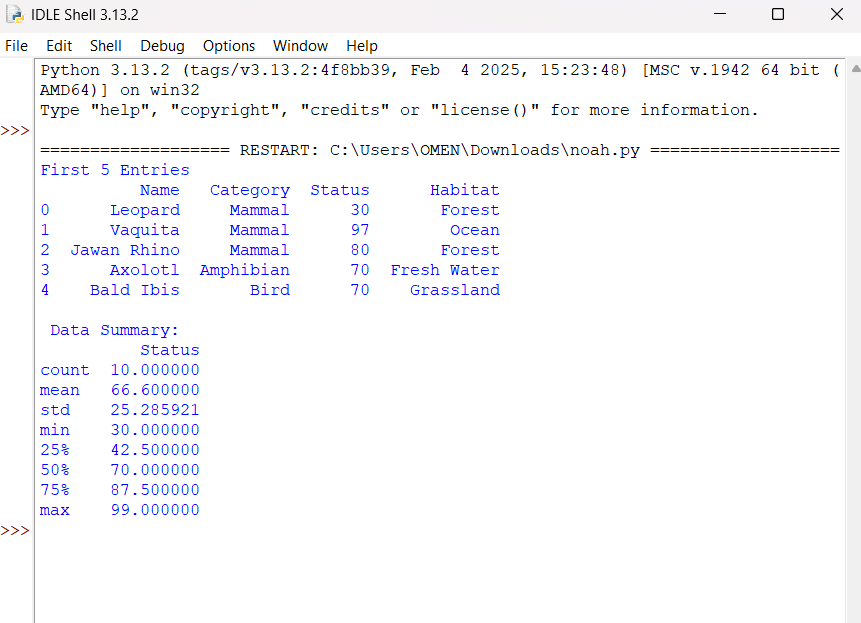 IDLE Shell 3.13.2
File Edit Shell Debug Options Window Help
Python 3.13.2 (tags/v3.13.2:4f8bb39, Feb  4 2025, 15:23:48) [MSC v.1942 64 bit (
AMD64)] on win32
Type "help", "copyright", "credits" or "license()" for more information.
>>>
=================== RESTART: C:\Users\OMEN\Downloads\noah.py ===================
First 5 Entries
          Name   Category  Status      Habitat
0      Leopard     Mammal      30       Forest
1      Vaquita     Mammal      97        Ocean
2  Jawan Rhino     Mammal      80       Forest
3      Axolotl  Amphibian      70  Fresh Water
4    Bald Ibis       Bird      70    Grassland
 Data Summary:
          Status
count  10.000000
mean   66.600000
std    25.285921
min    30.000000
25%    42.500000
50%    70.000000
75%    87.500000
max    99.000000
>>>